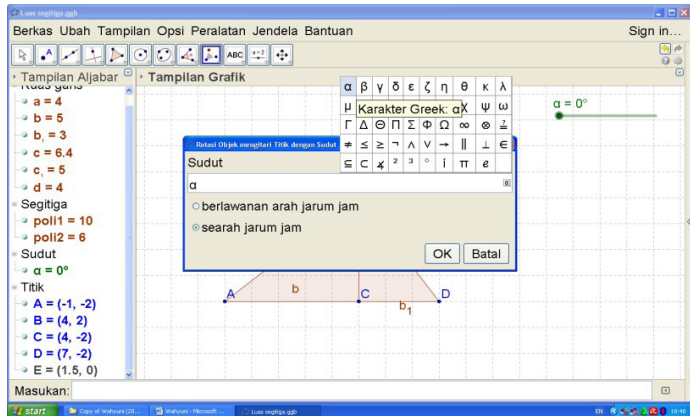 Luas segitiga.ggb
Berkas Ubah Tampilan Opsi Peralatan Jendela Bantuan
Sign in...
ABC
a=2
Tampilan Aljabar
Tampilan Grafik
Ruas garis
a = 4
b = 5
b₁ = 3
c = 6.4
c₁ = 5
d = 4
Segitiga
poli1 = 10
poli2 = 6
Sudut
α = 0°
Titik
A = (-1, -2)
B = (4, 2)
C = (4, -2)
D = (7, -2)
E = (1.5, 0)
α β γ δ ε ζ η θ κ λ
μ Karakter Greek: α χ ψ ω
Γ Δ Θ Π Σ Φ Ω ∞ ⊗ ≟
≠ ≤ ≥ ¬ ∧ ∨ → ∥ ⊥ ∈
⊆ ⊂ ∡ ² ³ ° í π ℯ
Rotasi Objek mengitari Titik dengan Sudut
Sudut
α
α
berlawanan arah jarum jam
searah jarum jam
OK Batal
α = 0°
A b C b₁ D
Masukan:
start
Copy of Wahyuni (20...
Wahyuni - Microsoft ...
Luas segitiga.ggb
EN